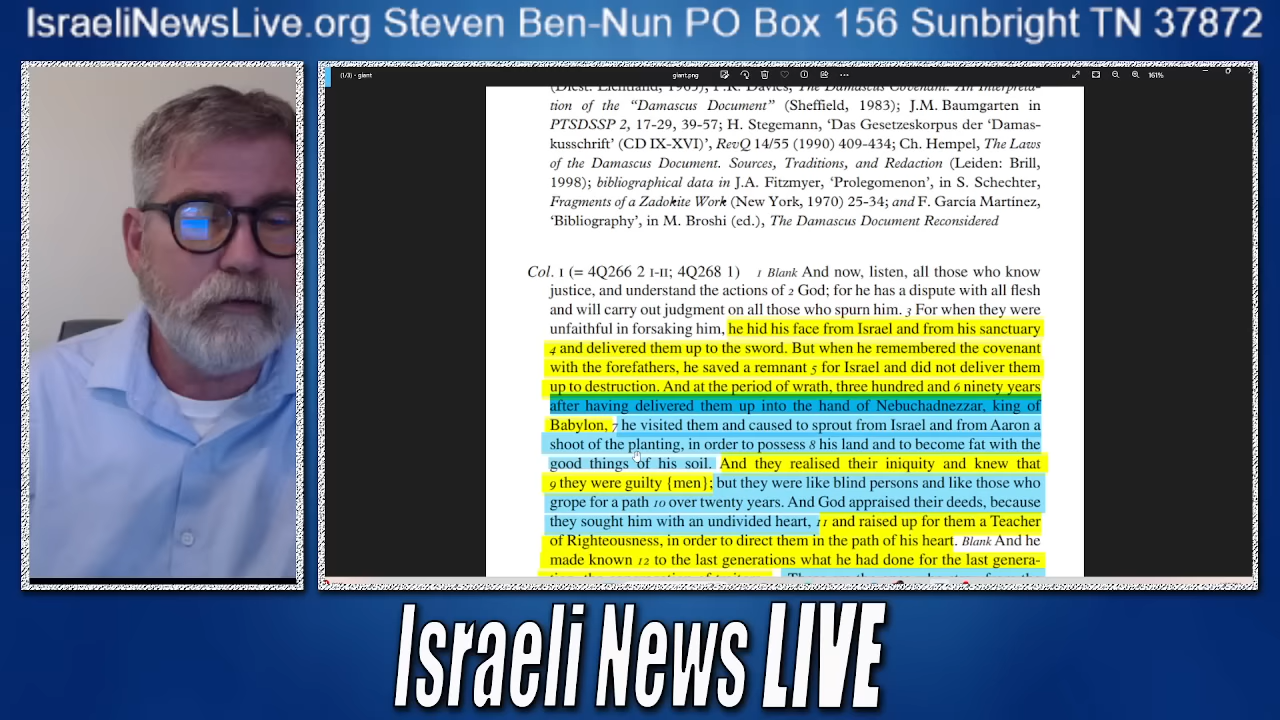 IsraeliNewsLive.org Steven Ben-Nun PO Box 156 Sunbright TN 37872
(1/3) - giant
giant.png
161%
tion of the “Damascus Document” (Sheffield, 1983); J.M. Baumgarten in
PTSDSSP 2, 17-29, 39-57; H. Stegemann, ‘Das Gesetzeskorpus der ‘Damas-
kusschrift’ (CD IX-XVI)’, RevQ 14/55 (1990) 409-434; Ch. Hempel, The Laws
of the Damascus Document. Sources, Traditions, and Redaction (Leiden: Brill,
1998); bibliographical data in J.A. Fitzmyer, ‘Prolegomenon’, in S. Schechter,
Fragments of a Zadokite Work (New York, 1970) 25-34; and F. García Martínez,
‘Bibliography’, in M. Broshi (ed.), The Damascus Document Reconsidered
Col. I (= 4Q266 2 I-II; 4Q268 1) 1 Blank And now, listen, all those who know
justice, and understand the actions of 2 God; for he has a dispute with all flesh
and will carry out judgment on all those who spurn him. 3 For when they were
unfaithful in forsaking him, he hid his face from Israel and from his sanctuary
4 and delivered them up to the sword. But when he remembered the covenant
with the forefathers, he saved a remnant 5 for Israel and did not deliver them
up to destruction. And at the period of wrath, three hundred and 6 ninety years
after having delivered them up into the hand of Nebuchadnezzar, king of
Babylon, 7 he visited them and caused to sprout from Israel and from Aaron a
shoot of the planting, in order to possess 8 his land and to become fat with the
good things of his soil. And they realised their iniquity and knew that
9 they were guilty {men}; but they were like blind persons and like those who
grope for a path 10 over twenty years. And God appraised their deeds, because
they sought him with an undivided heart, 11 and raised up for them a Teacher
of Righteousness, in order to direct them in the path of his heart. Blank And he
made known 12 to the last generations what he had done for the last genera-
Israeli News LIVE